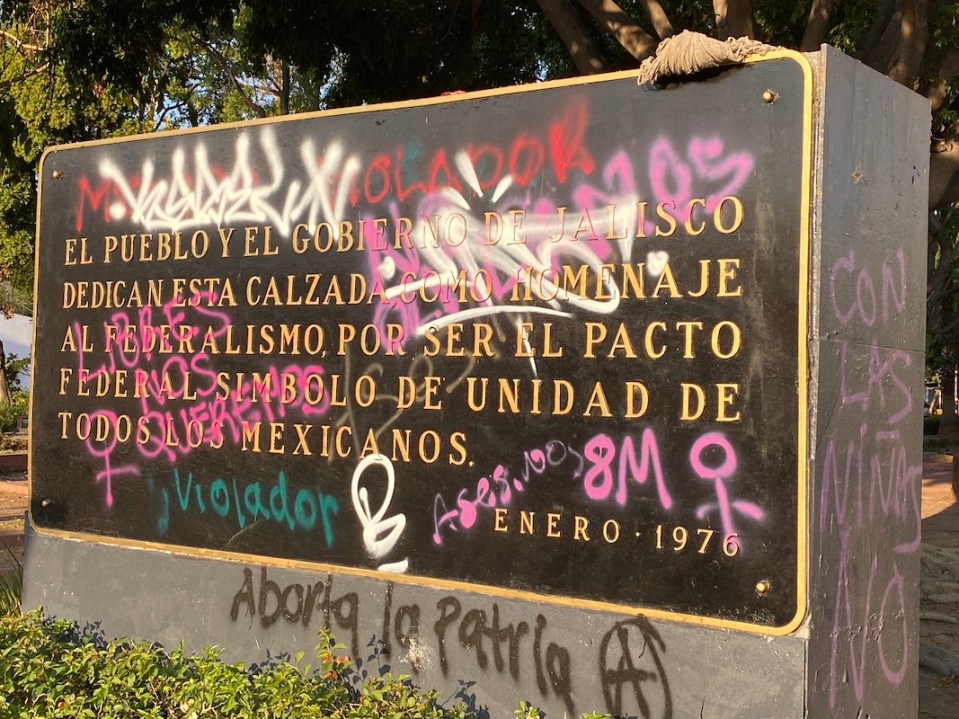 VIOLADOR
EL PUEBLO Y EL GOBIERNO DE JALISCO
DEDICAN ESTA CALZADA, COMO HOMENAJE
AL FEDERALISMO, POR SER EL PACTO
FEDERAL SIMBOLO DE UNIDAD DE
TODOS LOS MEXICANOS.
ENERO · 1976
LIBRES
NOS
QUEREMOS
Violador
8M
Aborta la patria
CON
LAS
NIÑAS
NO